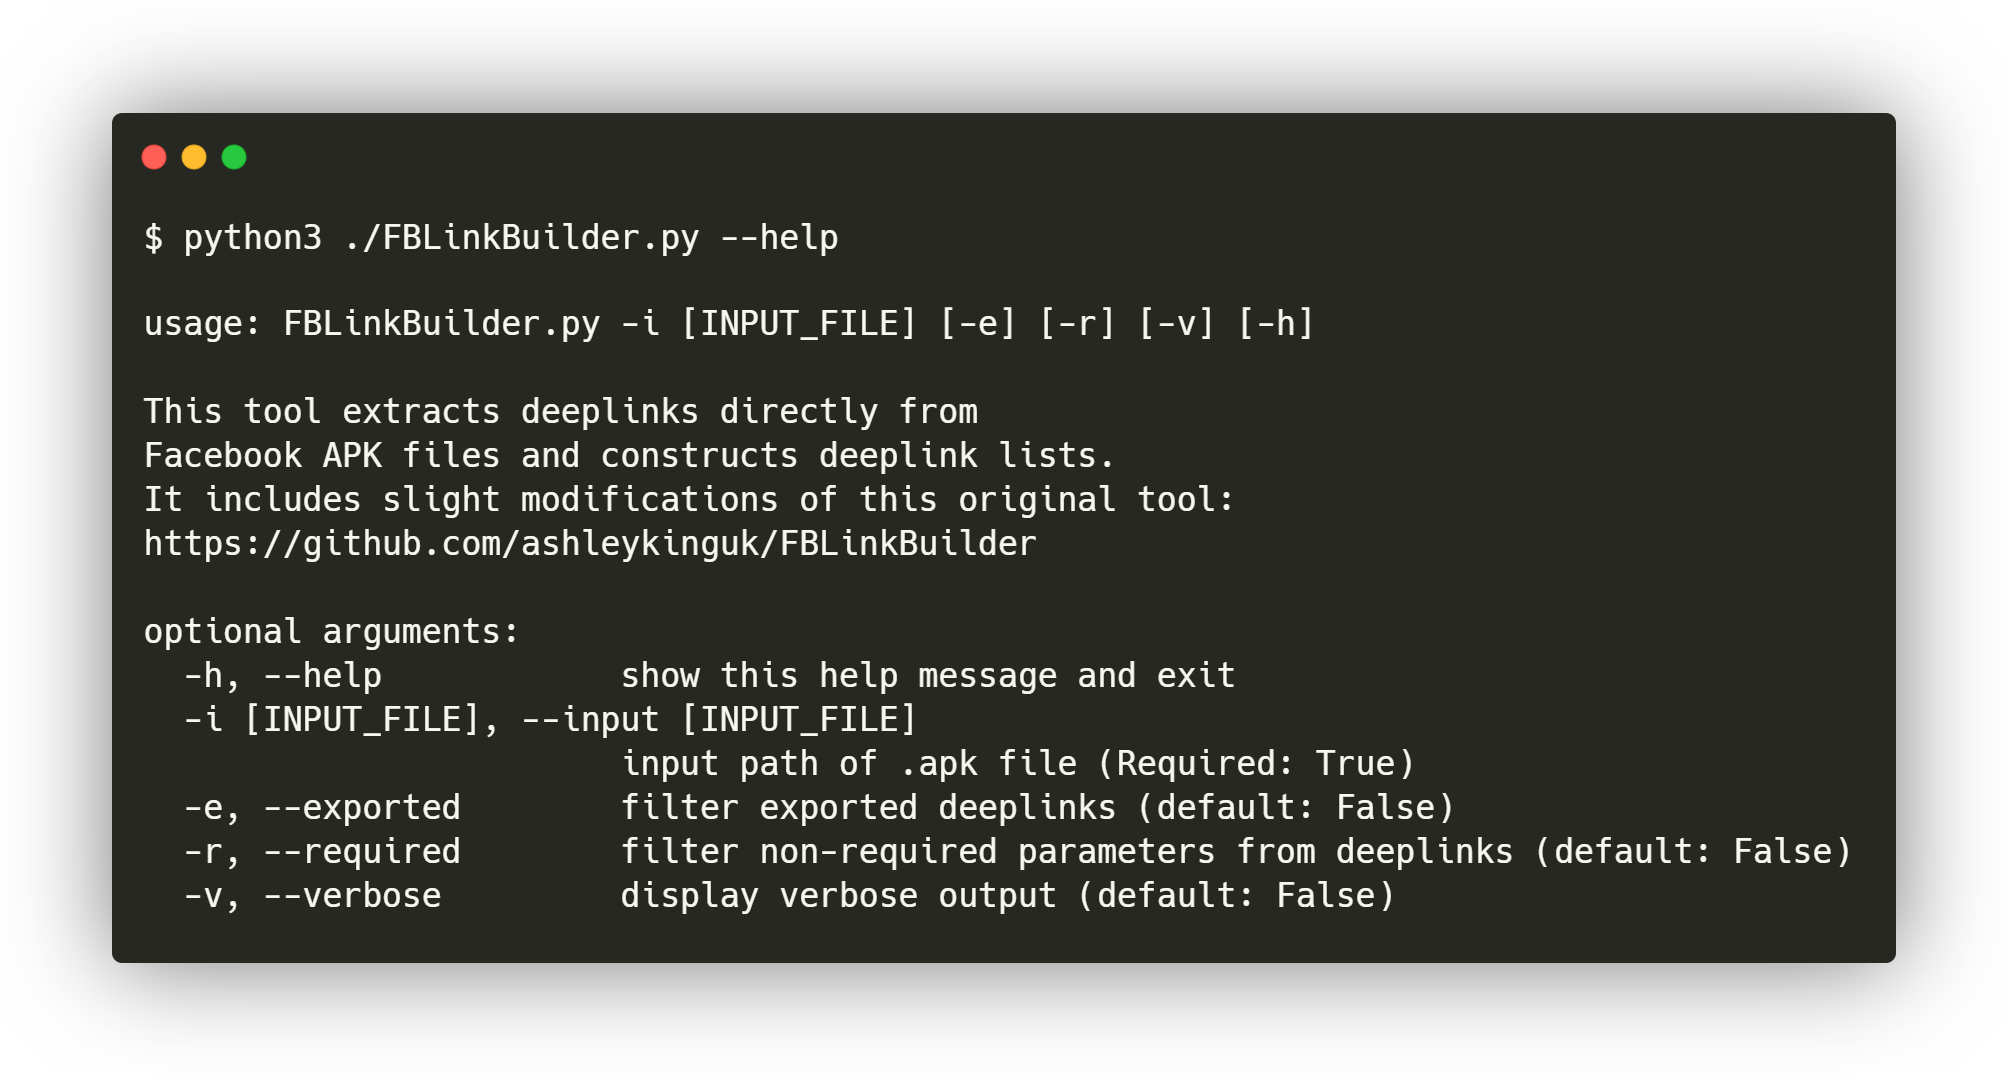 $ python3 ./FBLinkBuilder.py --help
usage: FBLinkBuilder.py -i [INPUT_FILE] [-e] [-r] [-v] [-h]
This tool extracts deeplinks directly from
Facebook APK files and constructs deeplink lists.
It includes slight modifications of this original tool:
https://github.com/ashleykinguk/FBLinkBuilder
optional arguments:
-h, --help show this help message and exit
-i [INPUT_FILE], --input [INPUT_FILE]
input path of .apk file (Required: True)
-e, --exported filter exported deeplinks (default: False)
-r, --required filter non-required parameters from deeplinks (default: False)
-v, --verbose display verbose output (default: False)